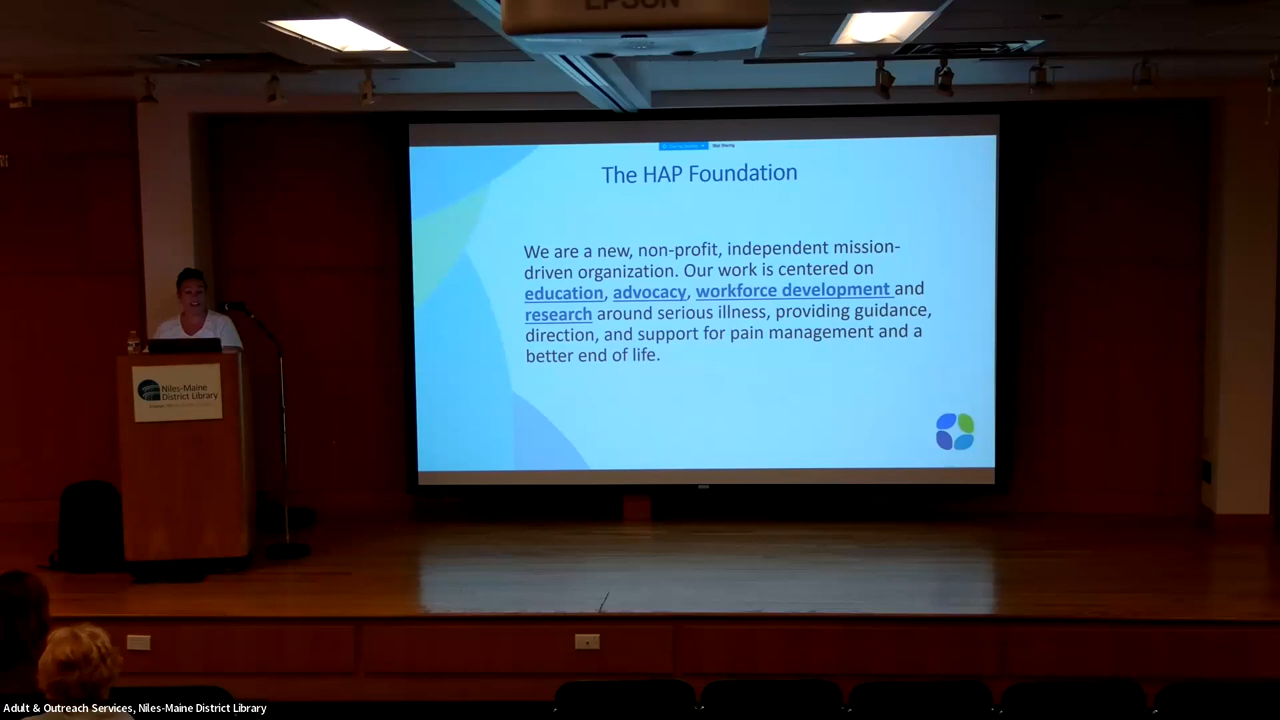 EPSON
The HAP Foundation
We are a new, non-profit, independent mission-
driven organization. Our work is centered on
education, advocacy, workforce development and
research around serious illness, providing guidance,
direction, and support for pain management and a
better end of life.
Niles-Maine
District Library
Adult & Outreach Services, Niles-Maine District Library